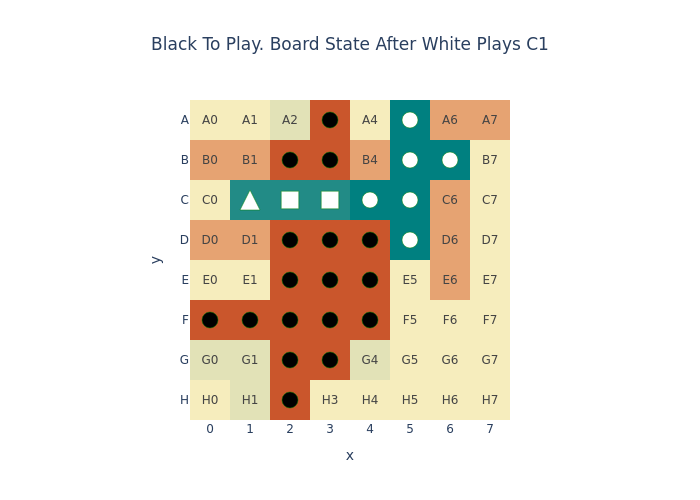 Black To Play. Board State After White Plays C1
A A0 A1 A2 A4 A6 A7
B B0 B1 B4 B7
C C0 C6 C7
D D0 D1 D6 D7
E E0 E1 E5 E6 E7
F F5 F6 F7
G G0 G1 G4 G5 G6 G7
H H0 H1 H3 H4 H5 H6 H7
0 1 2 3 4 5 6 7
x
y